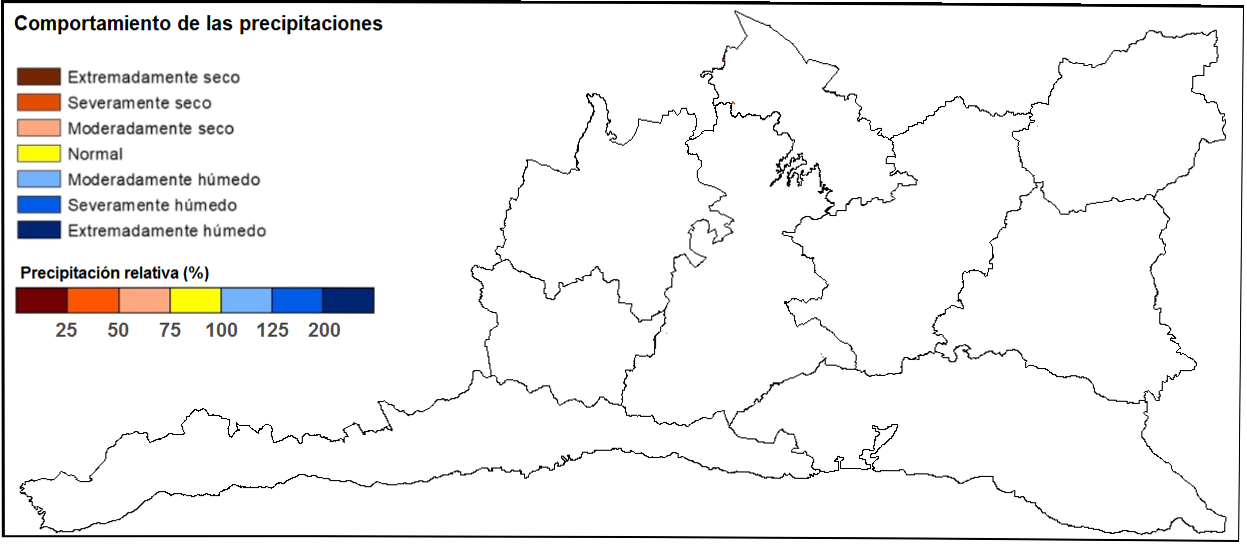 Comportamiento de las precipitaciones
Extremadamente seco
Severamente seco
Moderadamente seco
Normal
Moderadamente húmedo
Severamente húmedo
Extremadamente húmedo
Precipitación relativa (%)
25 50 75 100 125 200